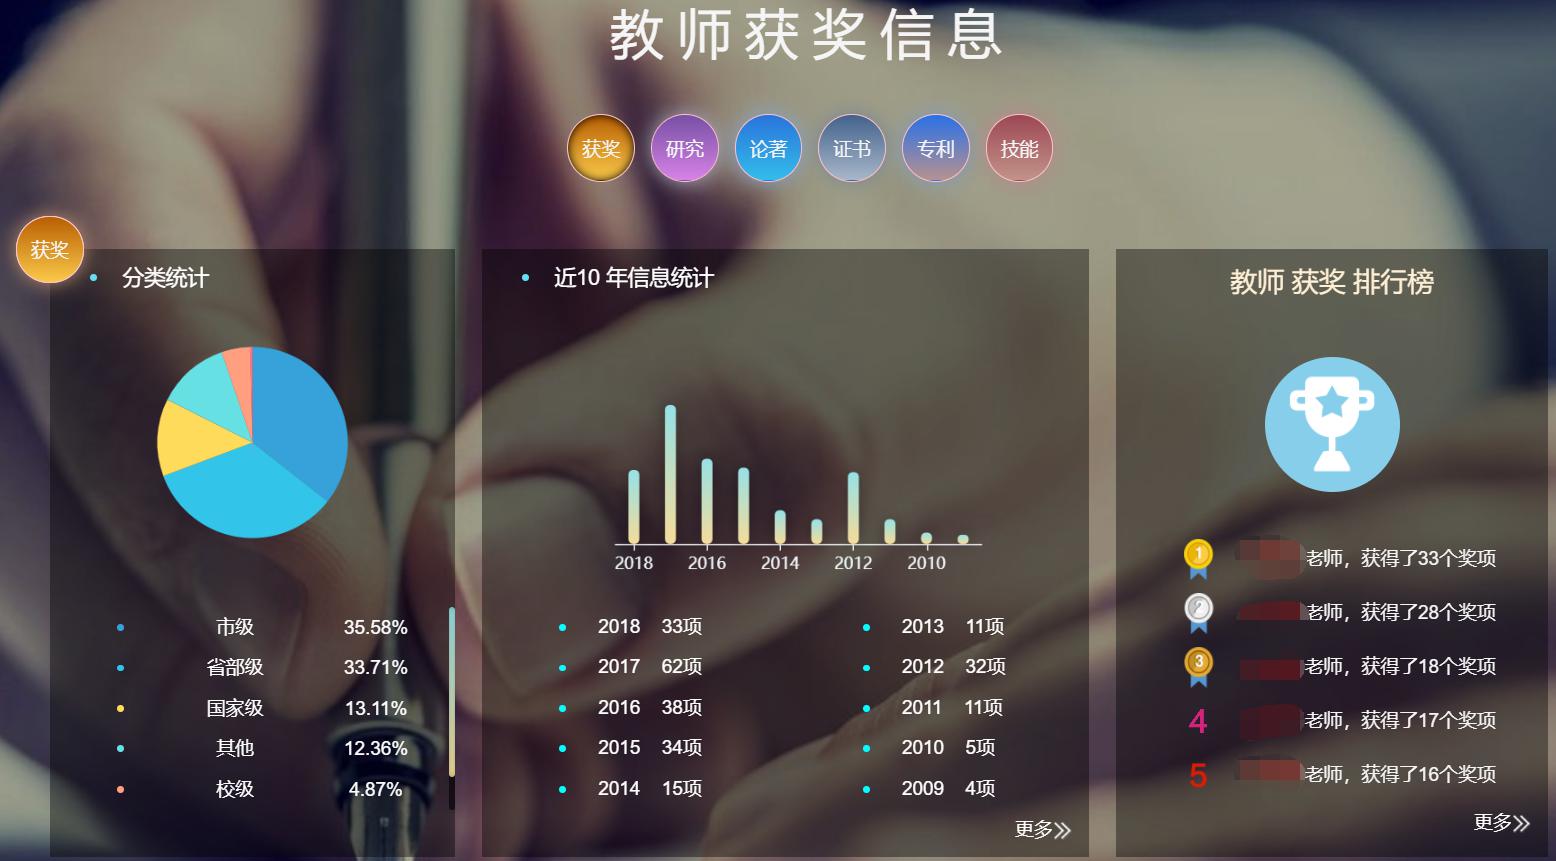 教师获奖信息
获奖 研究 论著 证书 专利 技能
获奖
分类统计
市级 35.58%
省部级 33.71%
国家级 13.11%
其他 12.36%
校级 4.87%
近10 年信息统计
2018 2016 2014 2012 2010
2018 33项
2017 62项
2016 38项
2015 34项
2014 15项
2013 11项
2012 32项
2011 11项
2010 5项
2009 4项
更多
教师 获奖 排行榜
1 老师，获得了33个奖项
2 老师，获得了28个奖项
3 老师，获得了18个奖项
4 老师，获得了17个奖项
5 老师，获得了16个奖项
更多